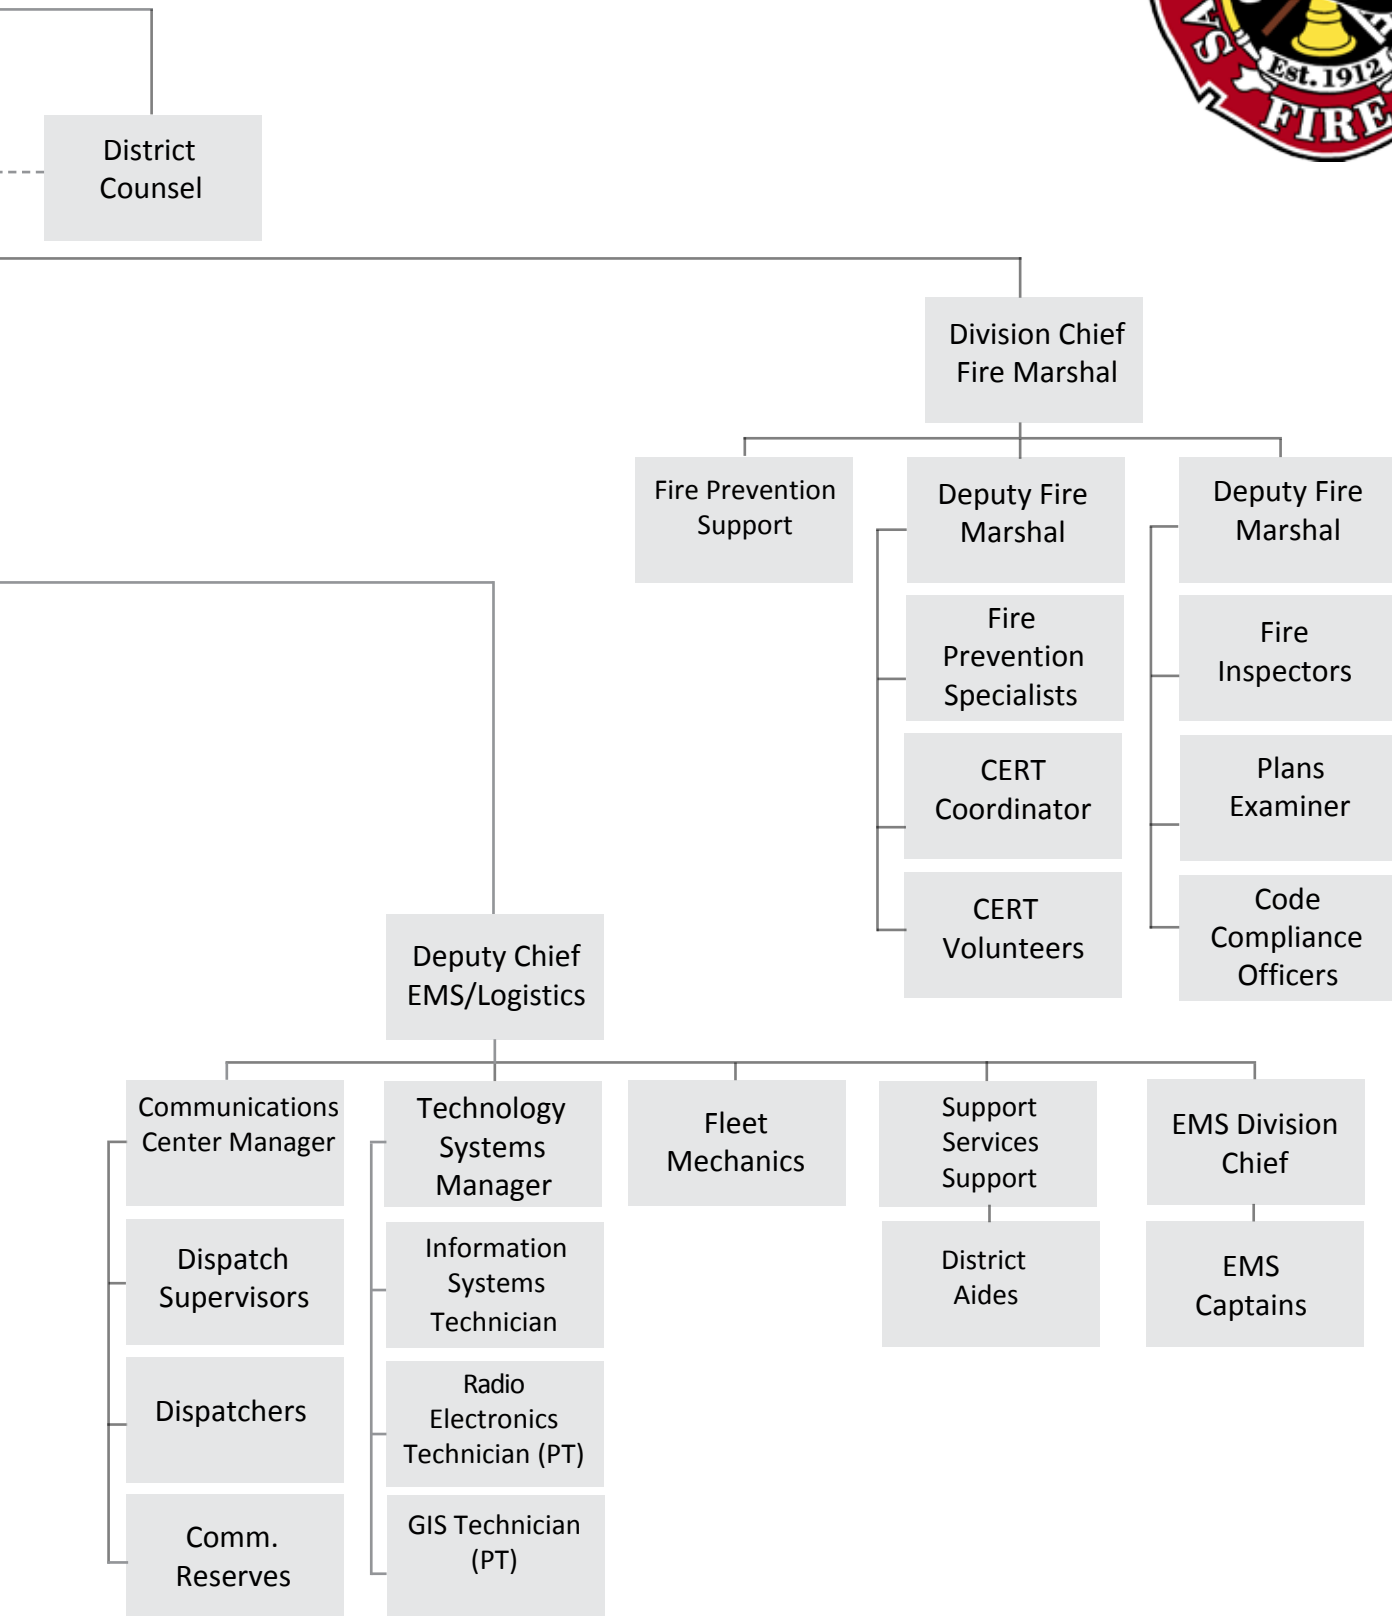 SA
Est. 1912
FIRE
District
Counsel
Division Chief
Fire Marshal
Fire Prevention
Support
Deputy Fire
Marshal
Deputy Fire
Marshal
Fire
Prevention
Specialists
Fire
Inspectors
CERT
Coordinator
Plans
Examiner
CERT
Volunteers
Code
Compliance
Officers
Deputy Chief
EMS/Logistics
Communications
Center Manager
Technology
Systems
Manager
Fleet
Mechanics
Support
Services
Support
EMS Division
Chief
Dispatch
Supervisors
Information
Systems
Technician
District
Aides
EMS
Captains
Dispatchers
Radio
Electronics
Technician (PT)
Comm.
Reserves
GIS Technician
(PT)